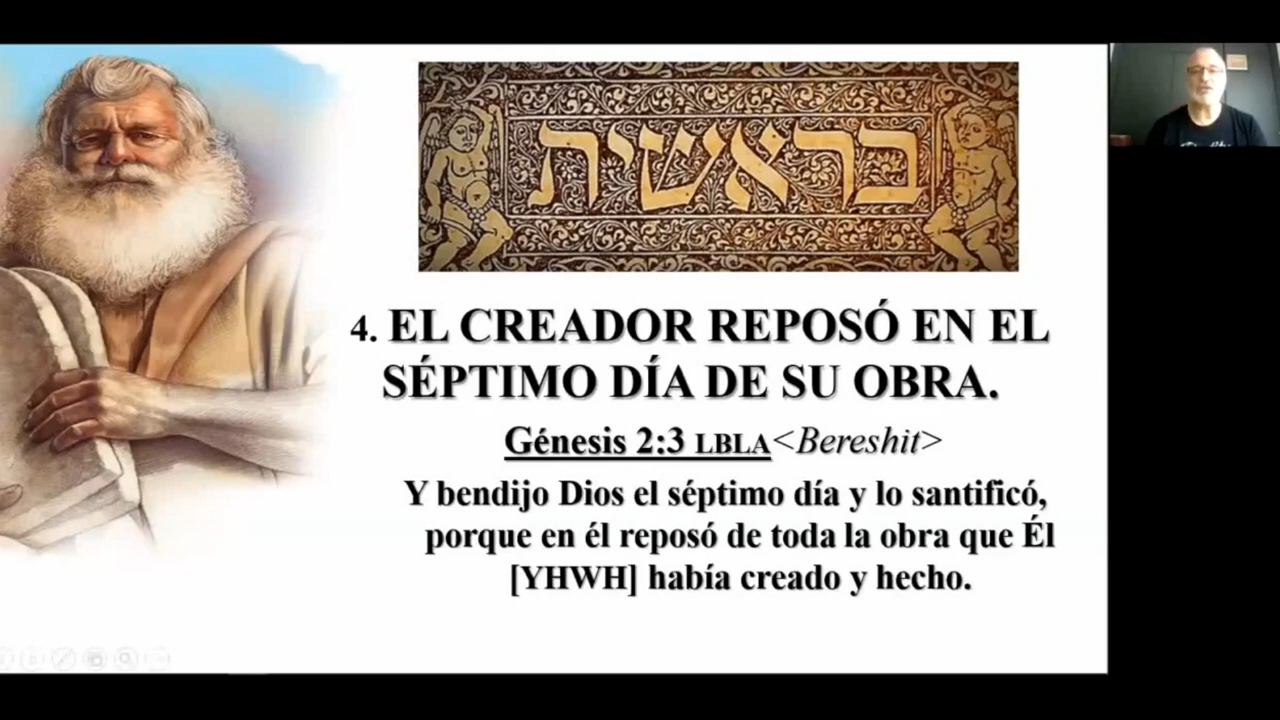 בראשית
4. EL CREADOR REPOSÓ EN EL
SÉPTIMO DÍA DE SU OBRA.
Génesis 2:3 LBLA <Bereshit>
Y bendijo Dios el séptimo día y lo santificó,
porque en él reposó de toda la obra que Él
[YHWH] había creado y hecho.